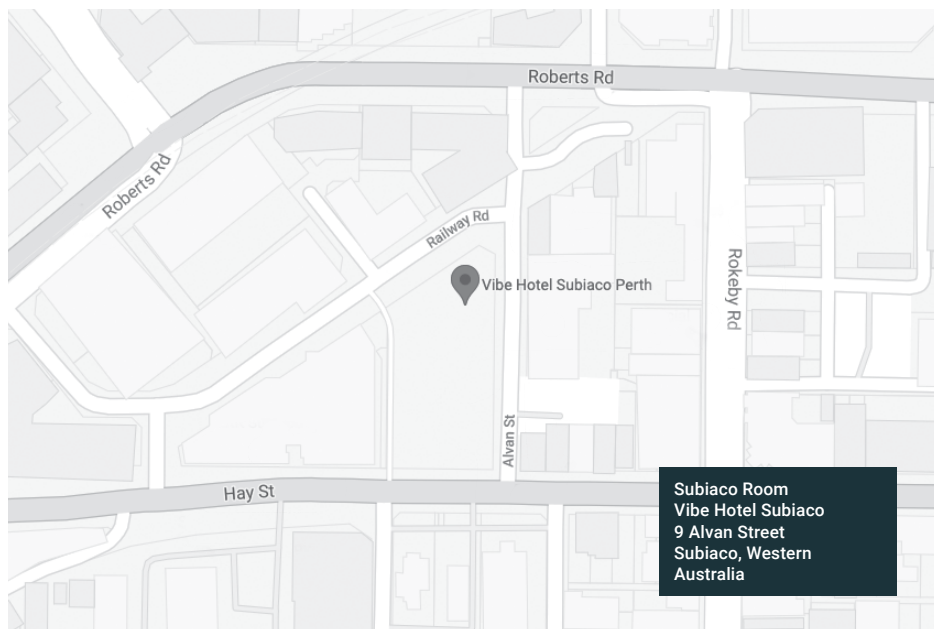 Roberts Rd
Roberts Rd
Railway Rd
Vibe Hotel Subiaco Perth
Rokeby Rd
Alvan St
Hay St
Subiaco Room
Vibe Hotel Subiaco
9 Alvan Street
Subiaco, Western
Australia